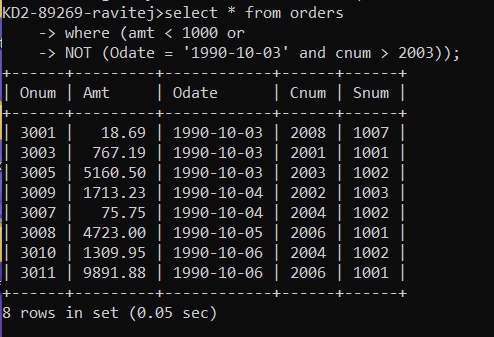 KD2-89269-ravitej>select * from orders
    -> where (amt < 1000 or
    -> NOT (Odate = '1990-10-03' and cnum > 2003));
+------+---------+------------+------+------+
| Onum | Amt     | Odate      | Cnum | Snum |
+------+---------+------------+------+------+
| 3001 |   18.69 | 1990-10-03 | 2008 | 1007 |
| 3003 |  767.19 | 1990-10-03 | 2001 | 1001 |
| 3005 | 5160.50 | 1990-10-03 | 2003 | 1002 |
| 3009 | 1713.23 | 1990-10-04 | 2002 | 1003 |
| 3007 |   75.75 | 1990-10-04 | 2004 | 1002 |
| 3008 | 4723.00 | 1990-10-05 | 2006 | 1001 |
| 3010 | 1309.95 | 1990-10-06 | 2004 | 1002 |
| 3011 | 9891.88 | 1990-10-06 | 2006 | 1001 |
+------+---------+------------+------+------+
8 rows in set (0.05 sec)